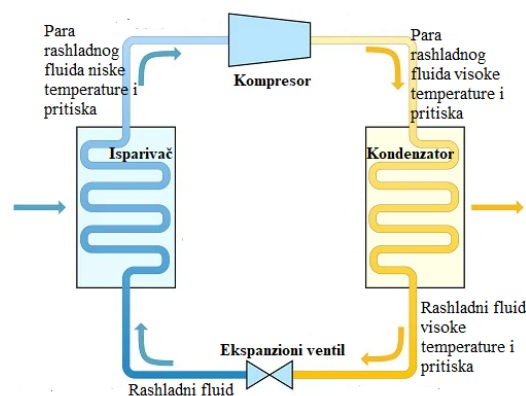 Para
rashladnog
fluida niske
temperature i
pritiska
Kompresor
Para
rashladnog
fluida visoke
temperature i
pritiska
Isparivač
Kondenzator
Rashladni fluid
visoke
temperature i
pritiska
Ekspanzioni ventil
Rashladni fluid